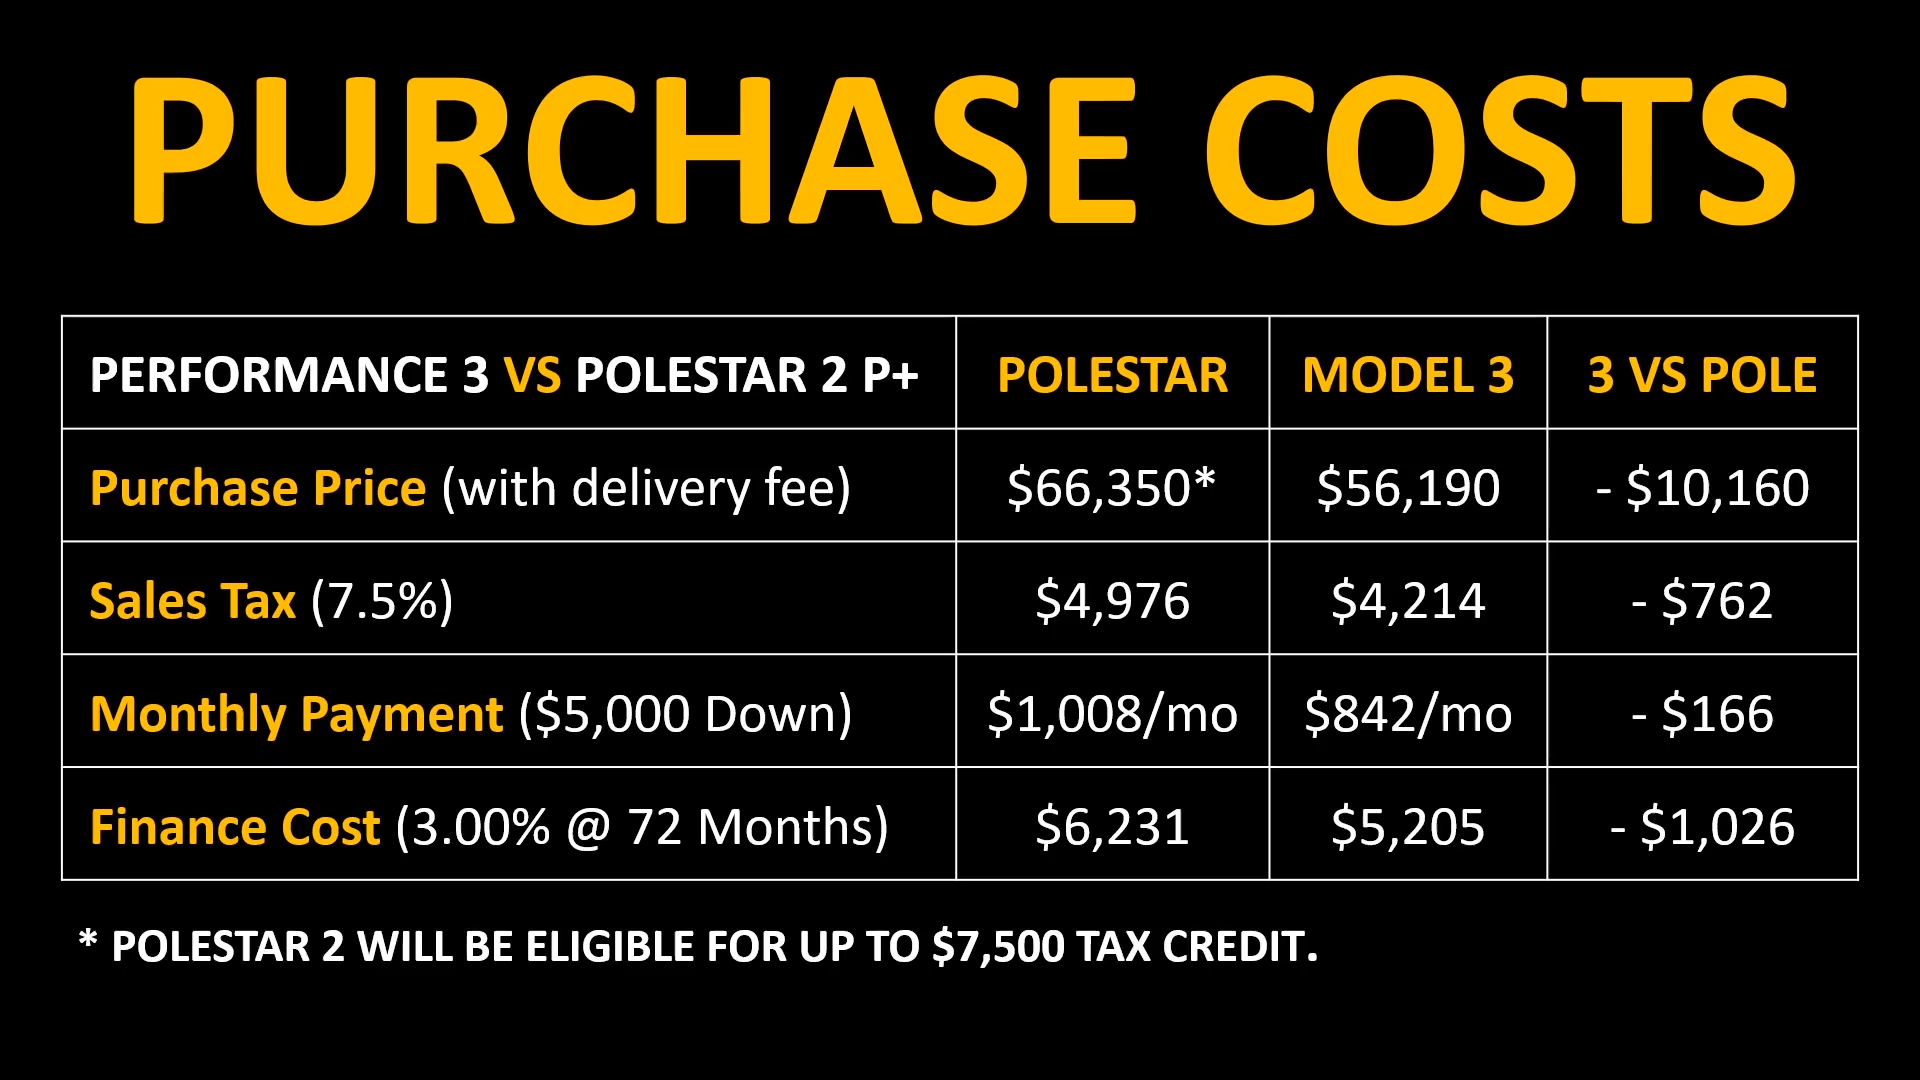 PURCHASE COSTS
PERFORMANCE 3 VS POLESTAR 2 P+ POLESTAR MODEL 3 3 VS POLE
Purchase Price (with delivery fee) $66,350* $56,190 - $10,160
Sales Tax (7.5%) $4,976 $4,214 - $762
Monthly Payment ($5,000 Down) $1,008/mo $842/mo - $166
Finance Cost (3.00% @ 72 Months) $6,231 $5,205 - $1,026
* POLESTAR 2 WILL BE ELIGIBLE FOR UP TO $7,500 TAX CREDIT.